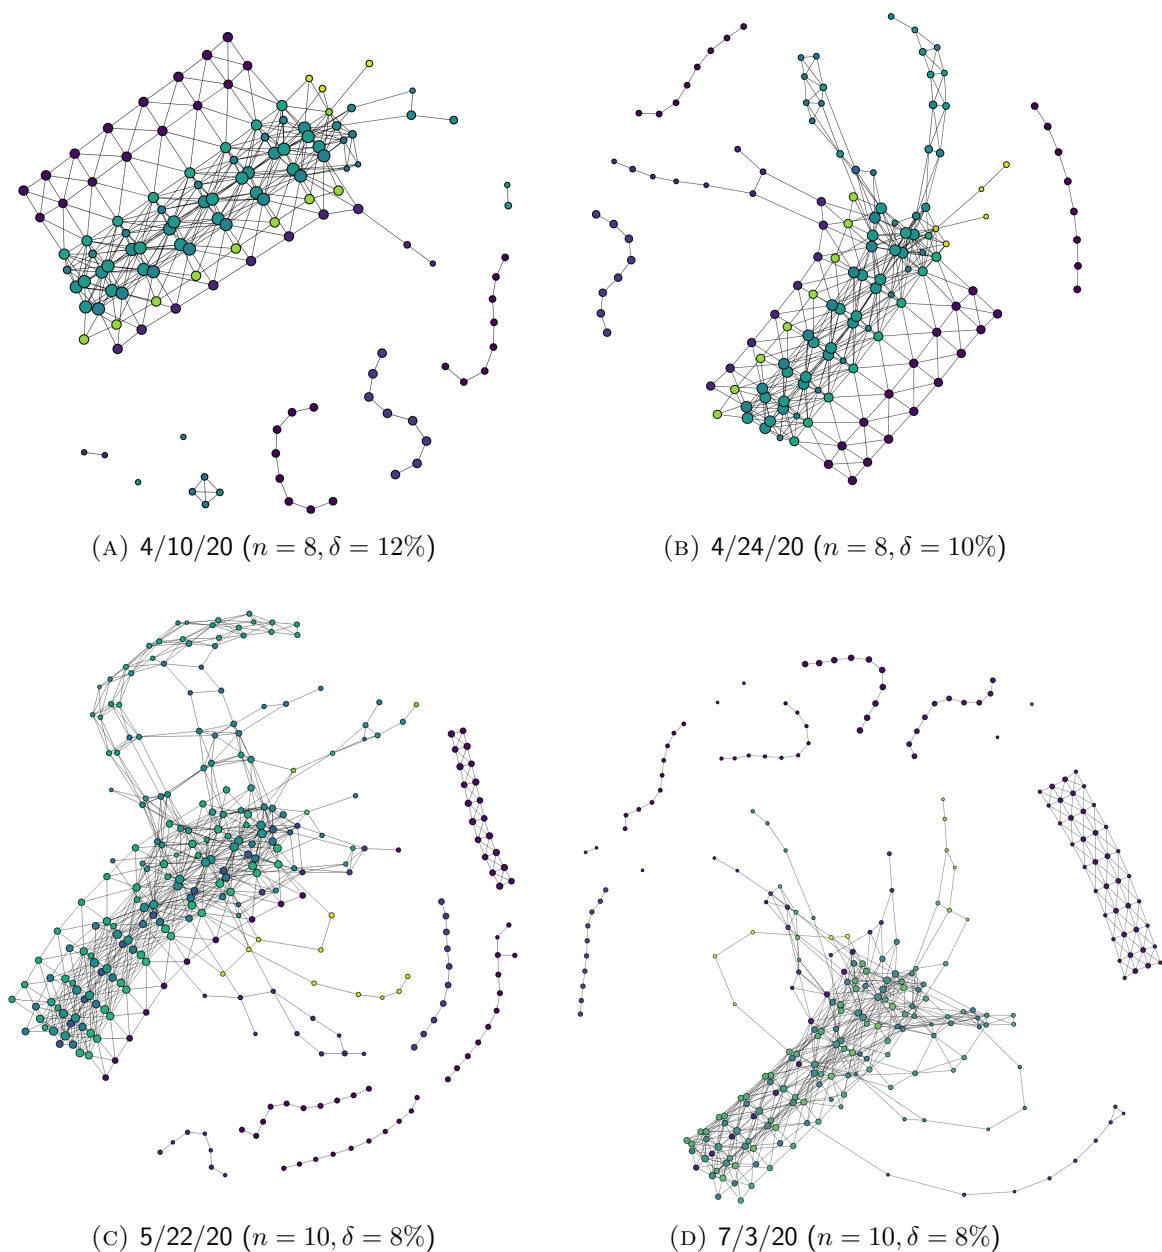 (A) 4/10/20 (n = 8, δ = 12%)
(B) 4/24/20 (n = 8, δ = 10%)
(C) 5/22/20 (n = 10, δ = 8%)
(D) 7/3/20 (n = 10, δ = 8%)